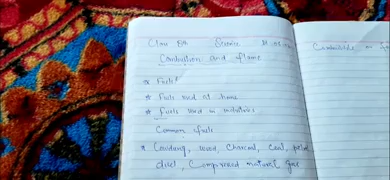 Class 8th Science
Combustible
Combustion and flame
* Fuels
* Fuels used at home
* Fuels used in industries
Common fuels
* Cowdung, wood, charcoal, coal, petrol
diesel, Compressed natural gas